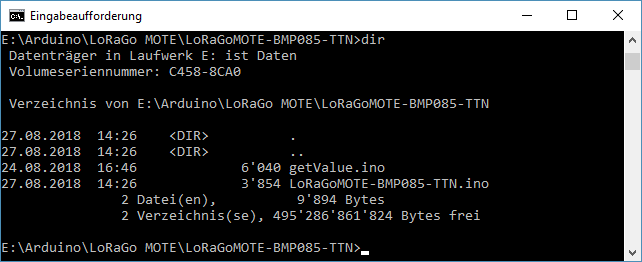 Eingabeaufforderung
E:\Arduino\LoRaGo MOTE\LoRaGoMOTE-BMP085-TTN>dir
 Datenträger in Laufwerk E: ist Daten
 Volumeseriennummer: C458-8CA0

 Verzeichnis von E:\Arduino\LoRaGo MOTE\LoRaGoMOTE-BMP085-TTN

27.08.2018  14:26    <DIR>          .
27.08.2018  14:26    <DIR>          ..
24.08.2018  16:46             6'040 getValue.ino
27.08.2018  14:26             3'854 LoRaGoMOTE-BMP085-TTN.ino
               2 Datei(en),          9'894 Bytes
               2 Verzeichnis(se), 495'286'861'824 Bytes frei

E:\Arduino\LoRaGo MOTE\LoRaGoMOTE-BMP085-TTN>